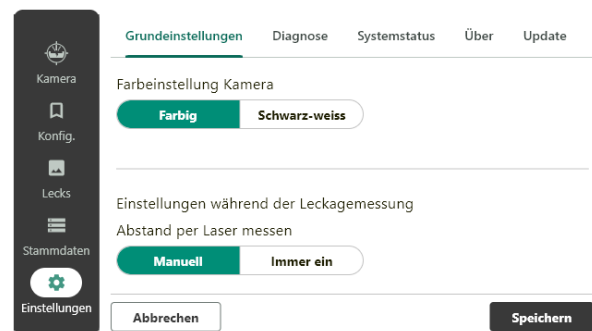 Grundeinstellungen Diagnose Systemstatus Über Update
Kamera
Konfig.
Lecks
Stammdaten
Einstellungen
Farbeinstellung Kamera
Farbig Schwarz-weiss
Einstellungen während der Leckagemessung
Abstand per Laser messen
Manuell Immer ein
Abbrechen Speichern